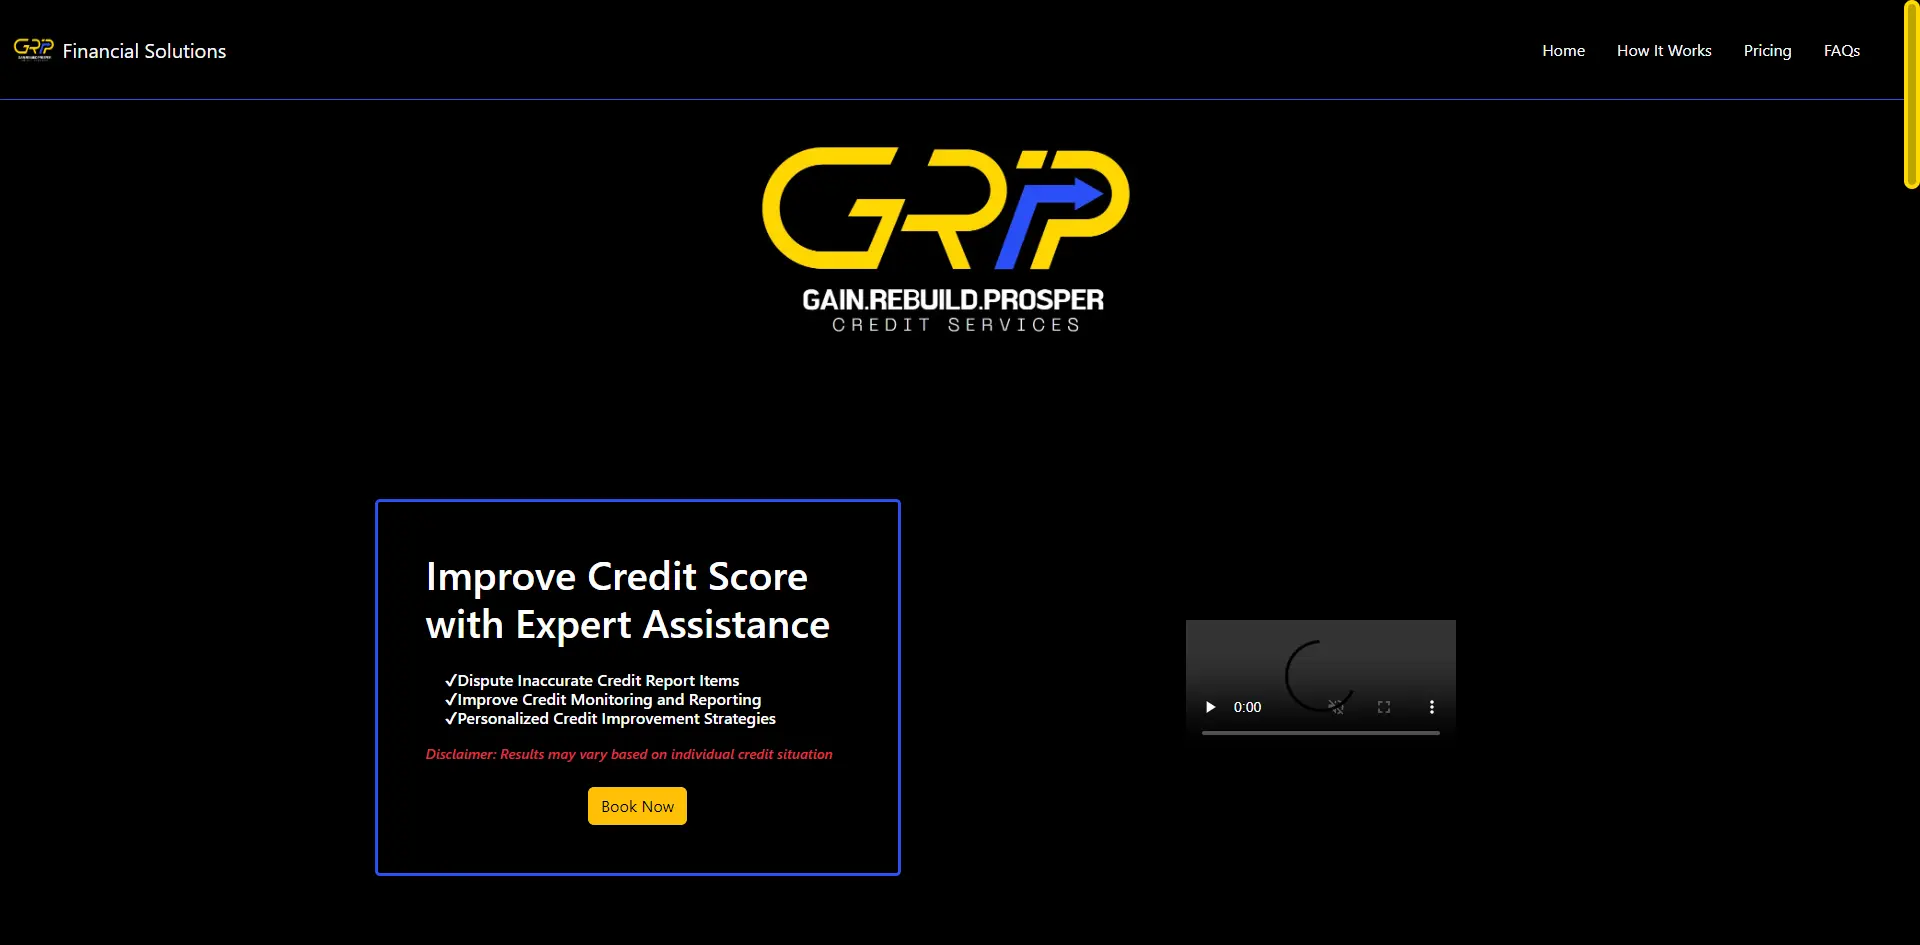 GRIP Financial Solutions
Home How It Works Pricing FAQs
GRIP
GAIN.REBUILD.PROSPER
CREDIT SERVICES
Improve Credit Score
with Expert Assistance
✓Dispute Inaccurate Credit Report Items
✓Improve Credit Monitoring and Reporting
✓Personalized Credit Improvement Strategies
Disclaimer: Results may vary based on individual credit situation
Book Now
0:00